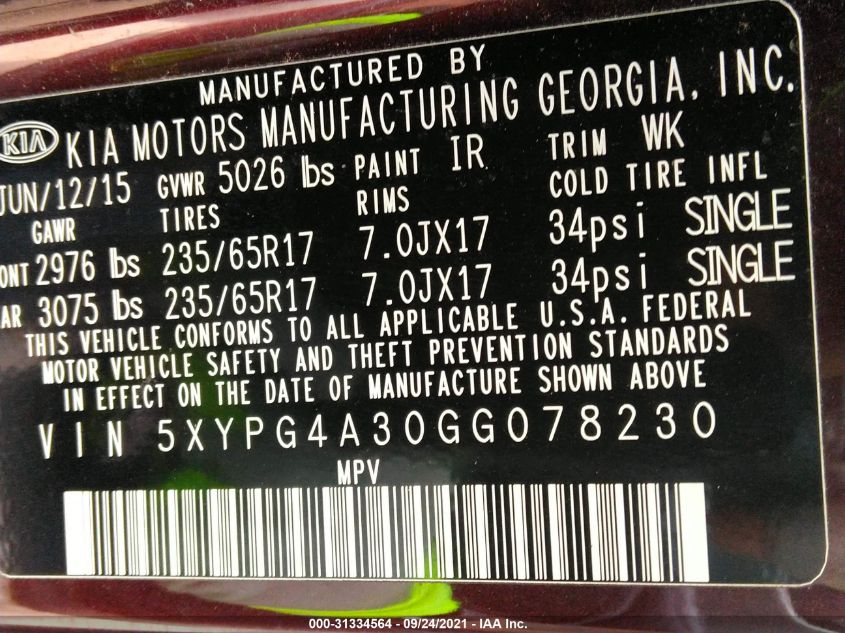 MANUFACTURED BY
KIA KIA MOTORS MANUFACTURING GEORGIA, INC.
JUN/12/15 GVWR 5026 lbs PAINT IR TRIM WK
GAWR TIRES RIMS COLD TIRE INFL
ONT 2976 lbs 235/65R17 7.0JX17 34psi SINGLE
AR 3075 lbs 235/65R17 7.0JX17 34psi SINGLE
THIS VEHICLE CONFORMS TO ALL APPLICABLE U.S.A. FEDERAL
MOTOR VEHICLE SAFETY AND THEFT PREVENTION STANDARDS
IN EFFECT ON THE DATE OF MANUFACTURE SHOWN ABOVE
VIN 5XYPG4A30GG078230
MPV
000-31334564 - 09/24/2021 - IAA Inc.